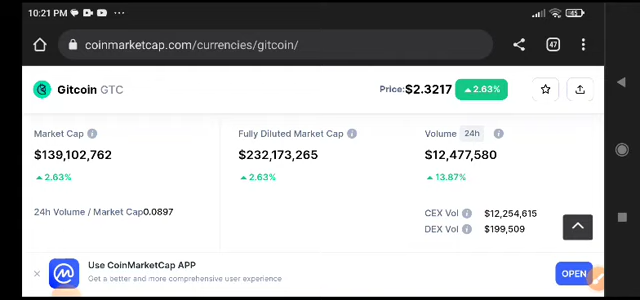 10:21 PM
47
coinmarketcap.com/currencies/gitcoin/
Gitcoin GTC
Price:$2.3217 2.63%
Market Cap
$139,102,762
2.63%
24h Volume / Market Cap0.0897
Fully Diluted Market Cap
$232,173,265
2.63%
Volume 24h
$12,477,580
13.87%
CEX Vol $12,254,615
DEX Vol $199,509
Use CoinMarketCap APP
Get a better and more comprehensive user experience
OPEN